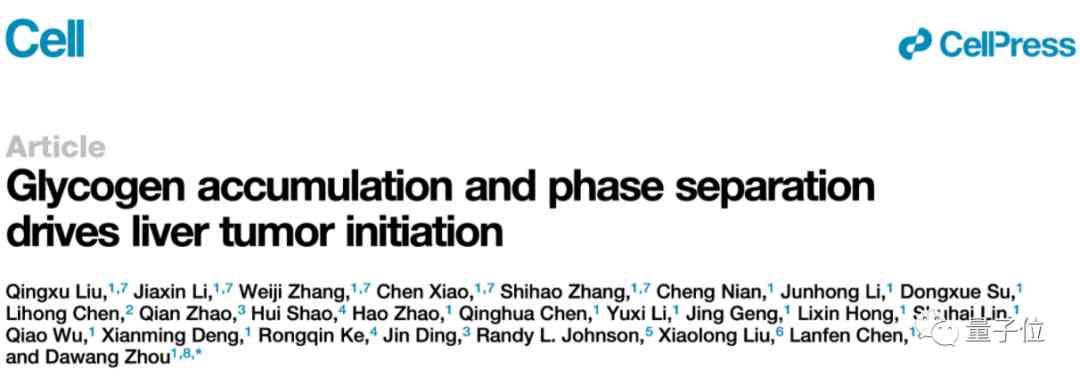 Cell
CellPress
Article
Glycogen accumulation and phase separation
drives liver tumor initiation
Qingxu Liu,1,7 Jiaxin Li,1,7 Weiji Zhang,1,7 Chen Xiao,1,7 Shihao Zhang,1,7 Cheng Nian,1 Junhong Li,1 Dongxue Su,1
Lihong Chen,2 Qian Zhao,3 Hui Shao,4 Hao Zhao,1 Qinghua Chen,1 Yuxi Li,1 Jing Geng,1 Lixin Hong,1 Shuhai Lin,1
Qiao Wu,1 Xianming Deng,1 Rongqin Ke,4 Jin Ding,3 Randy L. Johnson,5 Xiaolong Liu,6 Lanfen Chen,1
and Dawang Zhou1,8,*
量子位